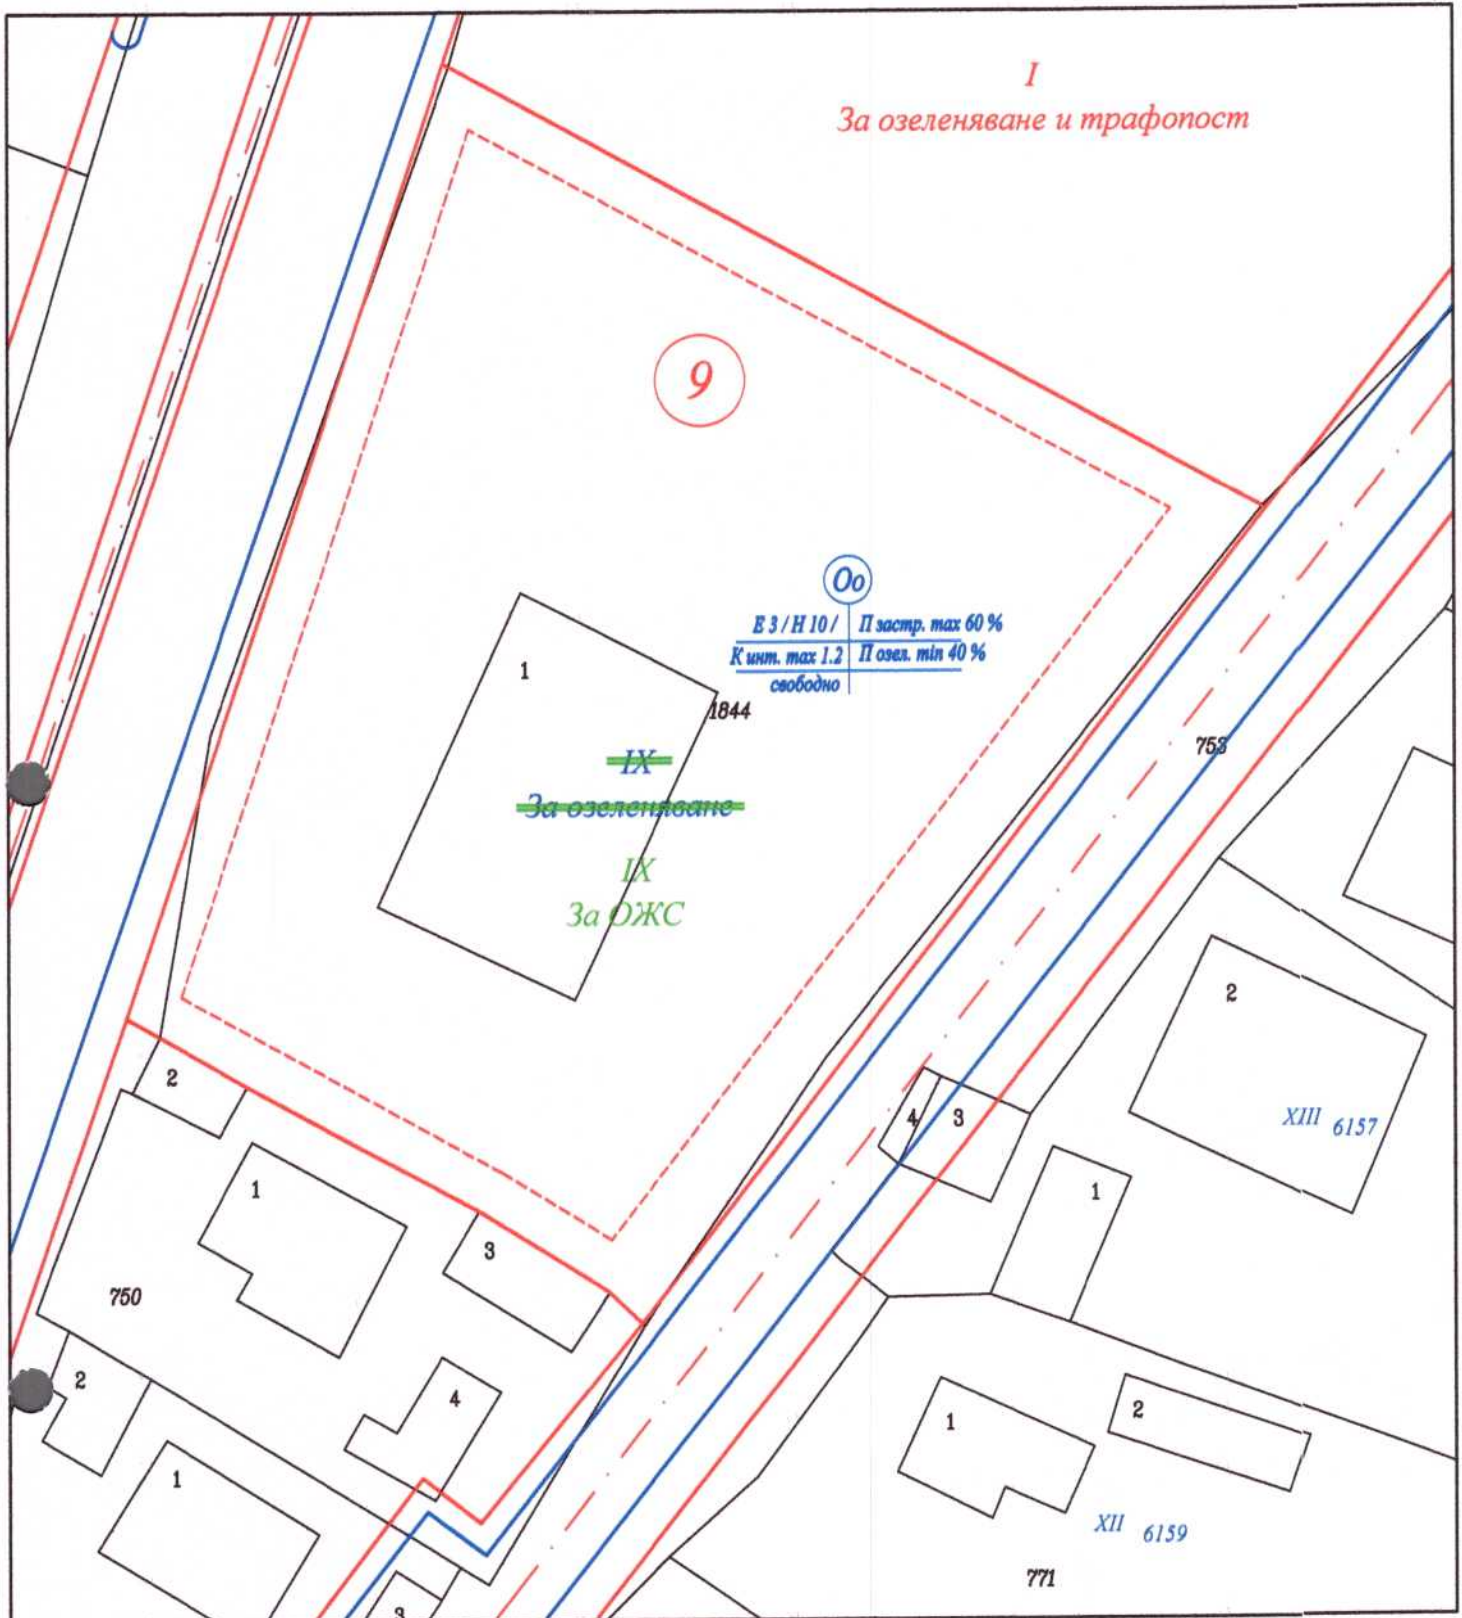 I
За озеленяване и трафопост
9
Оо
Е 3 / Н 10 / П застр. max 60 %
К инт. max 1.2 П озел. min 40 %
свободно
1
1844
IX
За озеленяване
IX
За ОЖС
753
2
XIII 6157
4 3
1
2
1
3
750
2
4
1
3
1
2
XII 6159
771